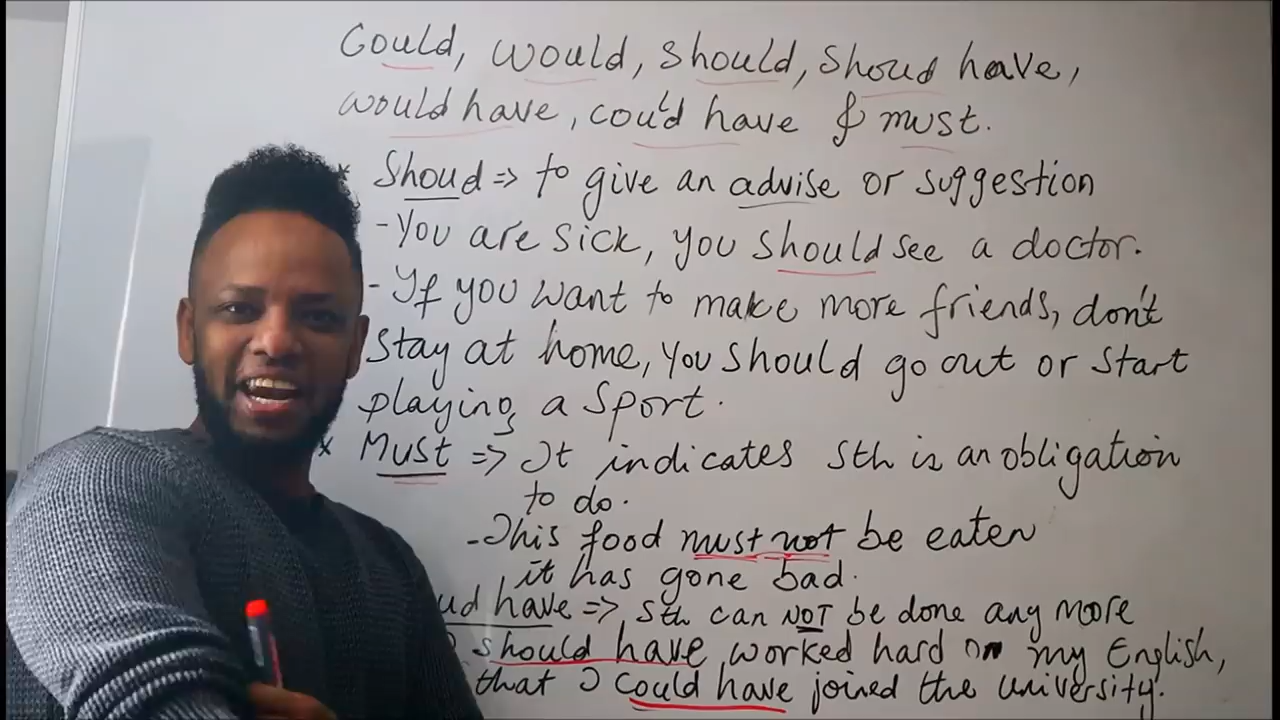 Could, would, should, Shoud have,
would have, could have & must.
* Shoud => to give an advise or suggestion
- You are sick, you should see a doctor.
- If you want to make more friends, don't
stay at home, you should go out or start
playing a sport.
* Must => It indicates sth is an obligation
to do.
- This food must not be eaten
it has gone bad.
ud have => sth can NOT be done any more
should have worked hard on my English,
that I could have joined the university.